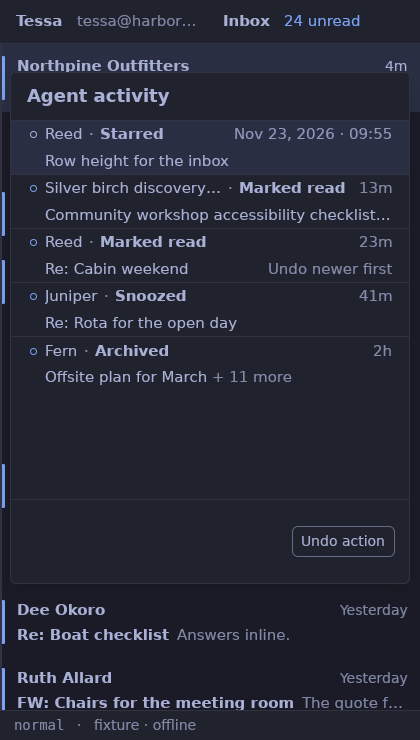 Tessa tessa@harbor… Inbox 24 unread
Northpine Outfitters 4m
Agent activity
Reed · Starred Nov 23, 2026 · 09:55
Row height for the inbox
Silver birch discovery… · Marked read 13m
Community workshop accessibility checklist…
Reed · Marked read 23m
Re: Cabin weekend Undo newer first
Juniper · Snoozed 41m
Re: Rota for the open day
Fern · Archived 2h
Offsite plan for March + 11 more
Undo action
Dee Okoro Yesterday
Re: Boat checklist Answers inline.
Ruth Allard Yesterday
FW: Chairs for the meeting room The quote f…
normal · fixture · offline